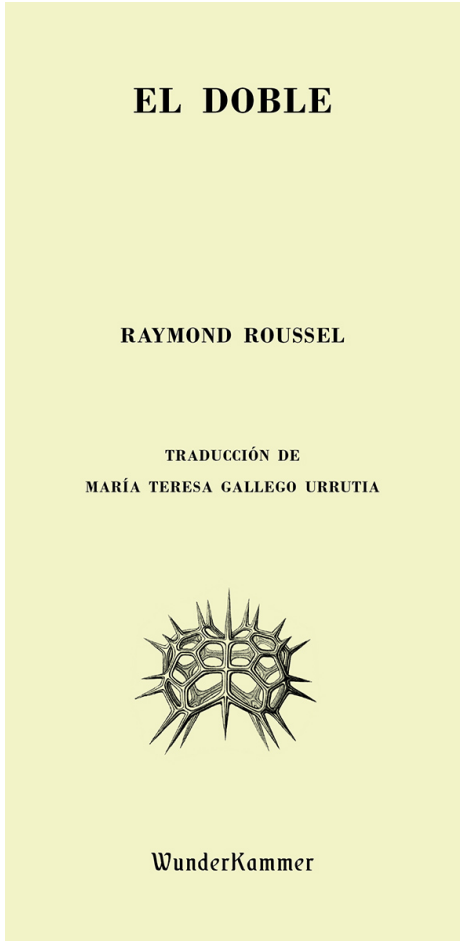 EL DOBLE
RAYMOND ROUSSEL
TRADUCCIÓN DE
MARÍA TERESA GALLEGO URRUTIA
WunderKammer